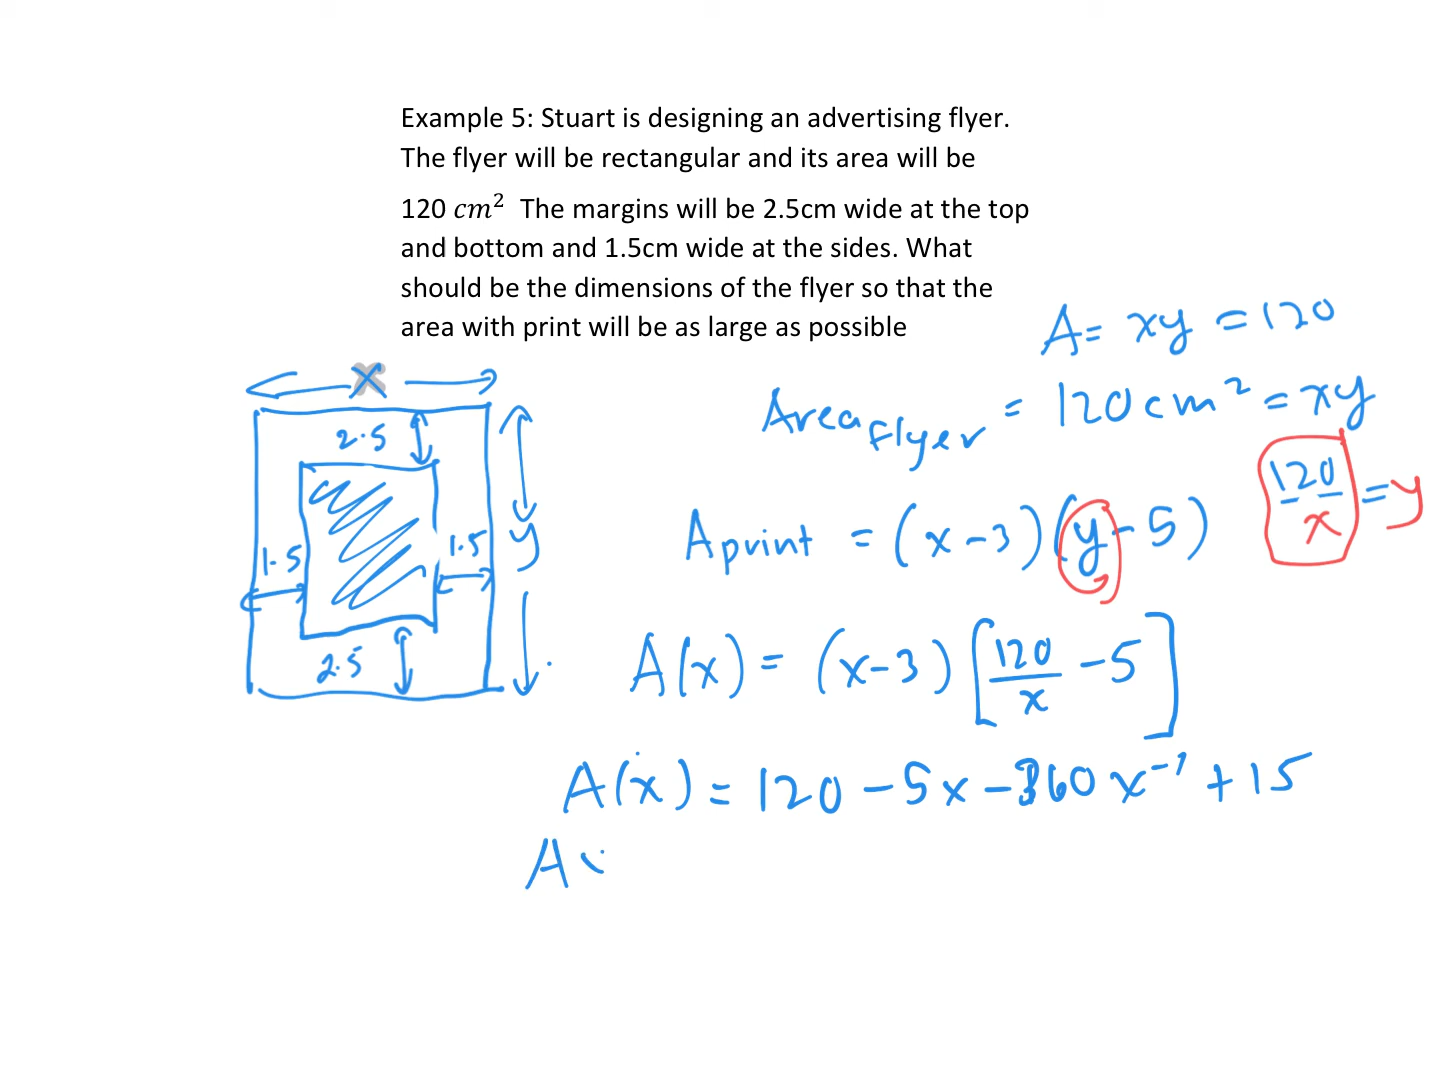 Example 5: Stuart is designing an advertising flyer.
The flyer will be rectangular and its area will be
120 cm² The margins will be 2.5cm wide at the top
and bottom and 1.5cm wide at the sides. What
should be the dimensions of the flyer so that the
area with print will be as large as possible
A = xy = 120
x
Area flyer = 120cm² = xy
2.5
120/x = y
A print = (x-3)(y-5)
1.5
1.5
y
A(x) = (x-3)[120/x -5]
2.5
A(x) = 120 - 5x - 360x⁻¹ + 15
A(